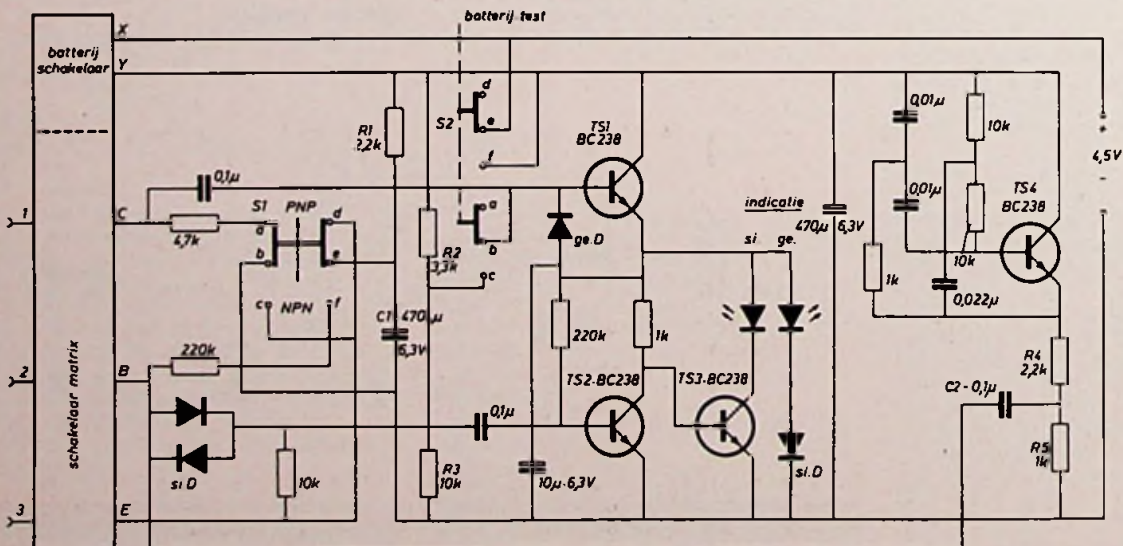 batterij test
X
batterij
schakelaar
Y
d
S2
e
f
R1
2,2k
TS1
BC238
0,01µ
10k
+
4,5V
-
0,1µ
1
C
S1
PNP
d
a
4,7k
b
e
c
NPN
f
R2
3,3k
a
b
c
ge.D
indicatie
si.
ge.
470µ
6,3V
0,01µ
TS4
BC238
1k
10k
0,022µ
C1
470µ
6,3V
220k
1k
220k
2
B
schakelaar matrix
TS2-BC238
TS3-BC238
R4
2,2k
C2-0,1µ
0,1µ
si.D
10k
R3
10k
10µ-6,3V
si.D
R5
1k
3
E